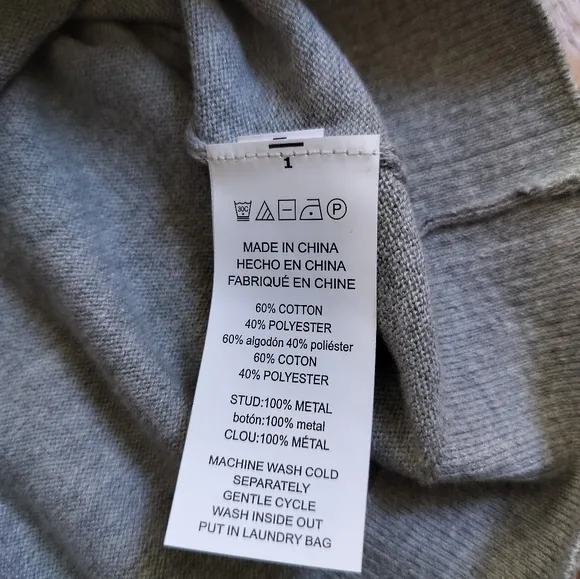 1
30C P
MADE IN CHINA
HECHO EN CHINA
FABRIQUÉ EN CHINE
60% COTTON
40% POLYESTER
60% algodón 40% poliéster
60% COTON
40% POLYESTER
STUD:100% METAL
botón:100% metal
CLOU:100% MÉTAL
MACHINE WASH COLD
SEPARATELY
GENTLE CYCLE
WASH INSIDE OUT
PUT IN LAUNDRY BAG